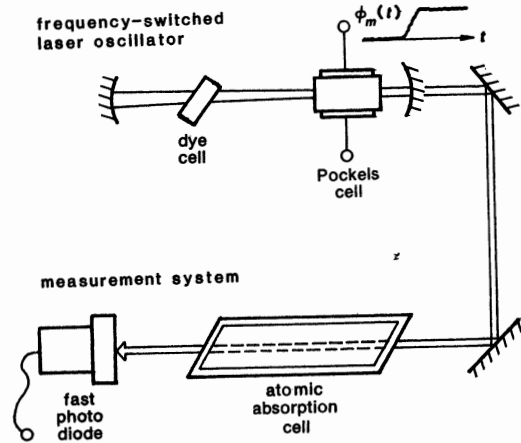 frequency-switched
laser oscillator
ϕm(t)
t
dye
cell
Pockels
cell
measurement system
fast
photo
diode
atomic
absorption
cell